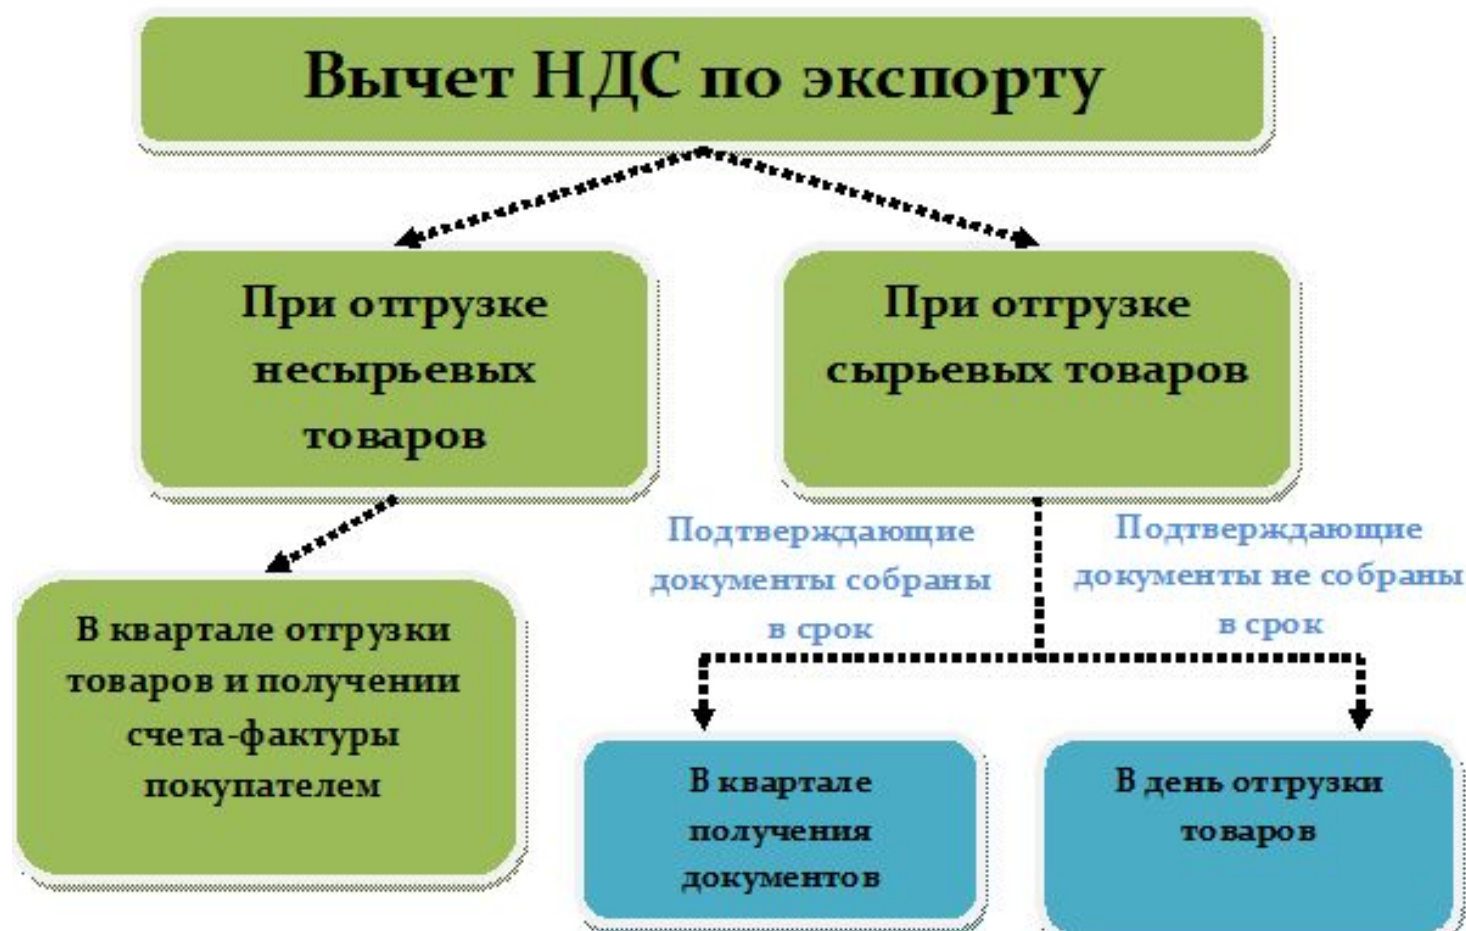 Вычет НДС по экспорту
При отгрузке
несырьевых
товаров
При отгрузке
сырьевых товаров
Подтверждающие
документы собраны
в срок
Подтверждающие
документы не собраны
в срок
В квартале отгрузки
товаров и получении
счета-фактуры
покупателем
В квартале
получения
документов
В день отгрузки
товаров